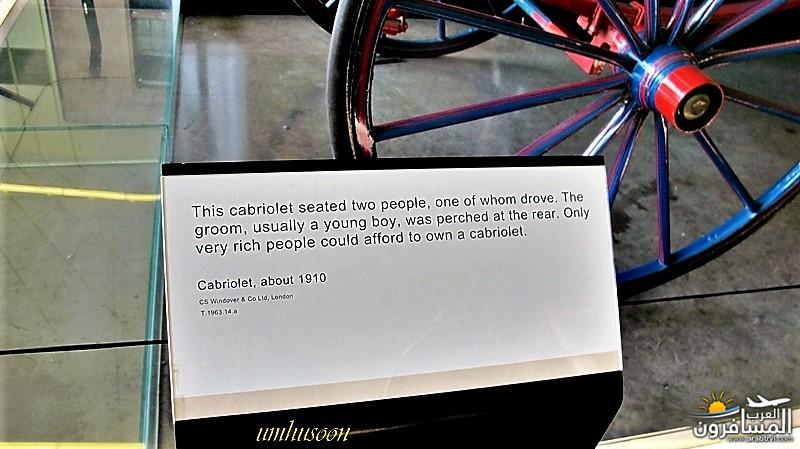 This cabriolet seated two people, one of whom drove. The
groom, usually a young boy, was perched at the rear. Only
very rich people could afford to own a cabriolet.
Cabriolet, about 1910
CS Windover & Co Ltd, London
T.1963.14.a
umhusoon
العرب
المسافرون
www.arabtrvl.com